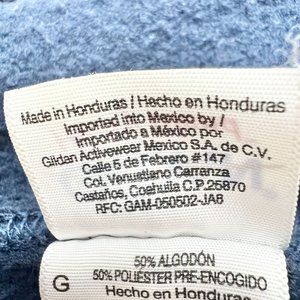 Made in Honduras / Hecho en Honduras
Imported into Mexico by /
Importado a México por
Gildan Activewear Mexico S.A. de C.V.
Calle 5 de Febrero #147
Col. Venustiano Carranza
Castaños, Coahuila C.P. 25870
RFC: GAM-050502-JA8
50% ALGODÓN
G 50% POLIÉSTER PRE-ENCOGIDO
Hecho en Honduras